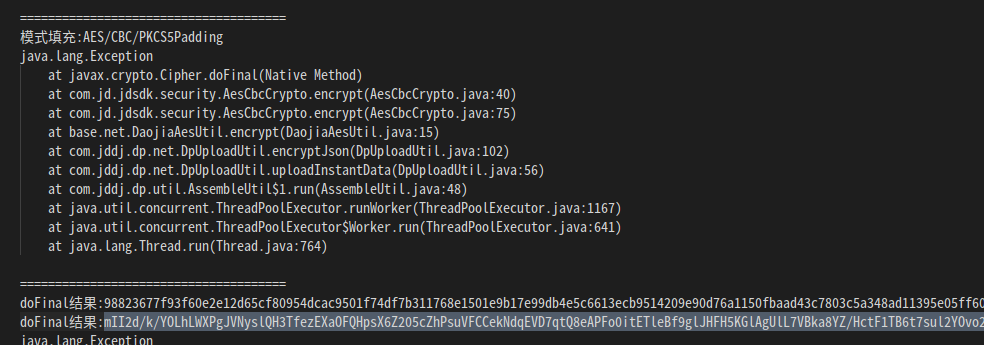 ======================================
模式填充:AES/CBC/PKCS5Padding
java.lang.Exception
at javax.crypto.Cipher.doFinal(Native Method)
at com.jd.jdsdk.security.AesCbcCrypto.encrypt(AesCbcCrypto.java:40)
at com.jd.jdsdk.security.AesCbcCrypto.encrypt(AesCbcCrypto.java:75)
at base.net.DaojiaAesUtil.encrypt(DaojiaAesUtil.java:15)
at com.jddj.dp.net.DpUploadUtil.encryptJson(DpUploadUtil.java:102)
at com.jddj.dp.net.DpUploadUtil.uploadInstantData(DpUploadUtil.java:56)
at com.jddj.dp.util.AssembleUtil$1.run(AssembleUtil.java:48)
at java.util.concurrent.ThreadPoolExecutor.runWorker(ThreadPoolExecutor.java:1167)
at java.util.concurrent.ThreadPoolExecutor$Worker.run(ThreadPoolExecutor.java:641)
at java.lang.Thread.run(Thread.java:764)
======================================
doFinal结果:98823677f93f60e2e12d65cf80954dcac9501f74df7b311768e1501e9b17e99db4e5c6613ecb9514209e90d76a1150fbaad43c7803c5a348ad11395e05ff60
doFinal结果:mII2d/k/YOLhLWXPgJVNyslQH3TfezEXaOFQHpsX6Z205cZhPsuVFCCekNdqEVD7qtQ8eAPFo0itETleBf9glJHFH5KGlAgUlL7VBka8YZ/HctF1TB6t7sul2YOvo2
java.lang.Exception